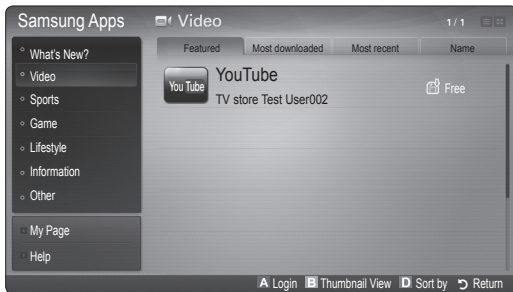 Samsung Apps
Video
1/1
What's New?
Video
Sports
Game
Lifestyle
Information
Other
My Page
Help
Featured Most downloaded Most recent Name
You Tube
YouTube
TV store Test User002
Free
A Login B Thumbnail View D Sort by Return